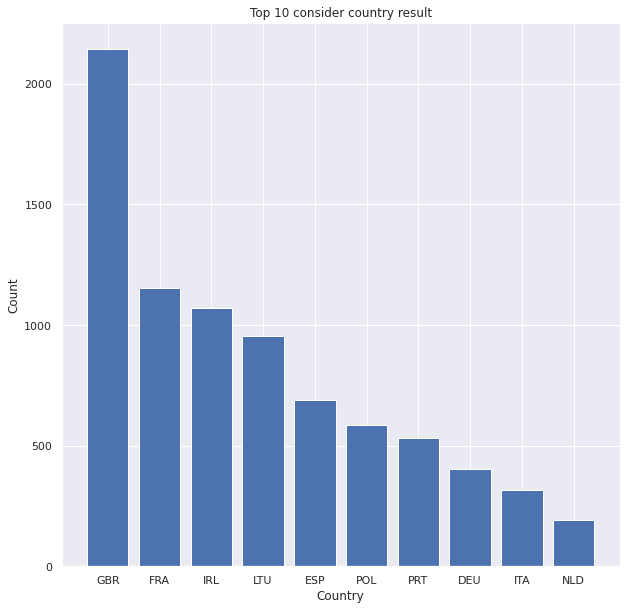 Top 10 consider country result
2000
1500
1000
500
0
Count
GBR FRA IRL LTU ESP POL PRT DEU ITA NLD
Country